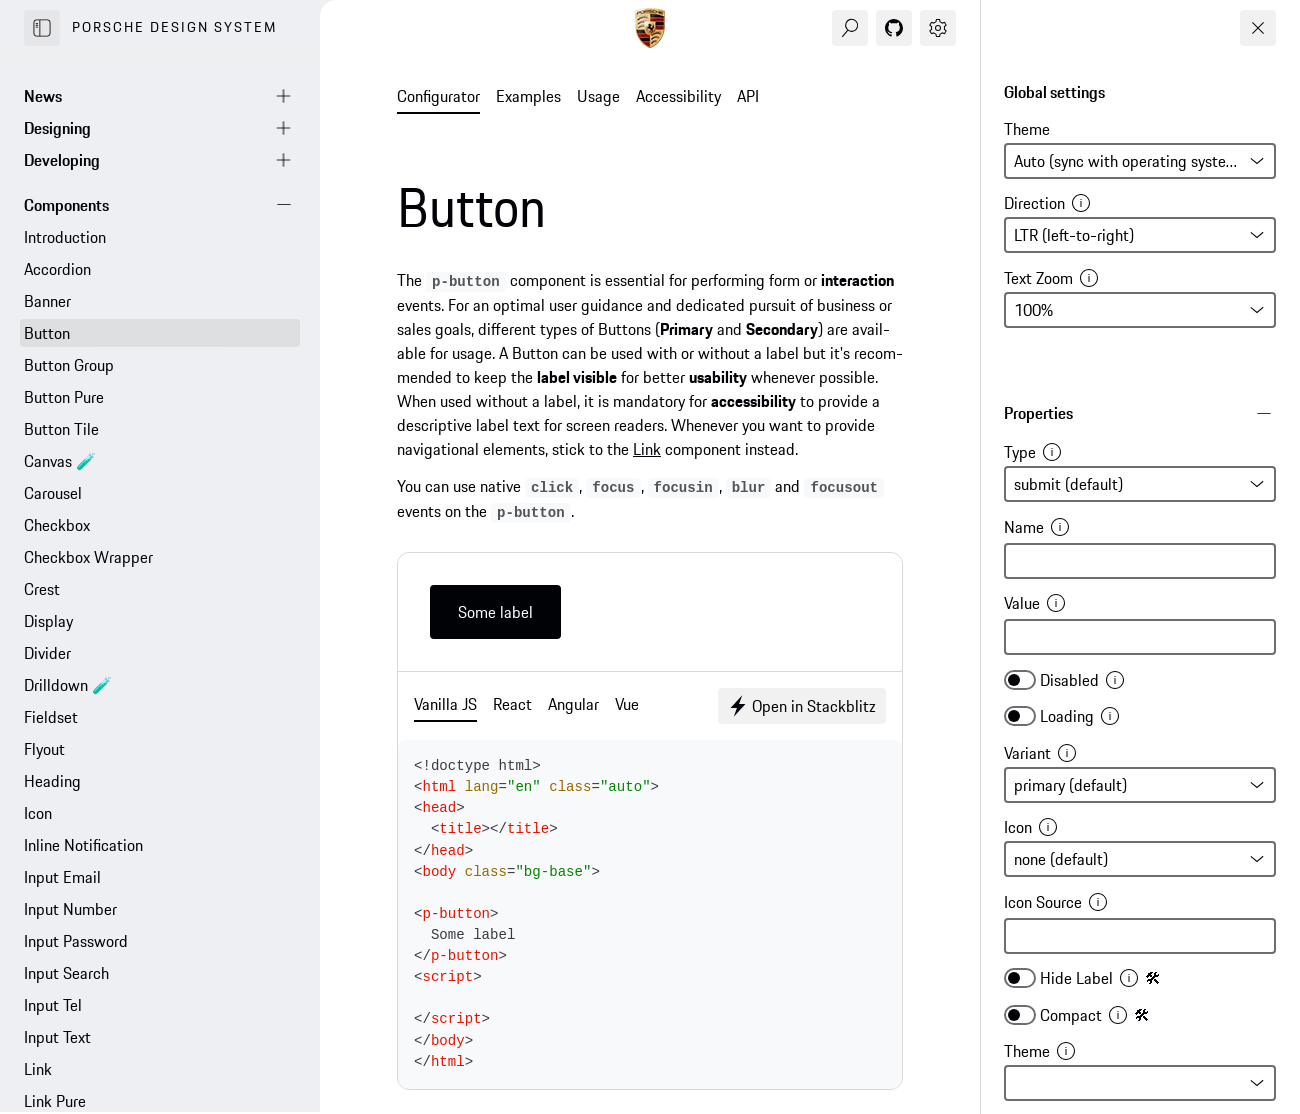 PORSCHE DESIGN SYSTEM
News
Designing
Developing
Components
Introduction
Accordion
Banner
Button
Button Group
Button Pure
Button Tile
Canvas 🧪
Carousel
Checkbox
Checkbox Wrapper
Crest
Display
Divider
Drilldown 🧪
Fieldset
Flyout
Heading
Icon
Inline Notification
Input Email
Input Number
Input Password
Input Search
Input Tel
Input Text
Link
Link Pure
Configurator Examples Usage Accessibility API
Button
The p-button component is essential for performing form or interaction
events. For an optimal user guidance and dedicated pursuit of business or
sales goals, different types of Buttons (Primary and Secondary) are avail-
able for usage. A Button can be used with or without a label but it's recom-
mended to keep the label visible for better usability whenever possible.
When used without a label, it is mandatory for accessibility to provide a
descriptive label text for screen readers. Whenever you want to provide
navigational elements, stick to the Link component instead.
You can use native click, focus, focusin, blur and focusout
events on the p-button.
Some label
Vanilla JS React Angular Vue Open in Stackblitz
<!doctype html>
<html lang="en" class="auto">
<head>
  <title></title>
</head>
<body class="bg-base">
<p-button>
  Some label
</p-button>
<script>
</script>
</body>
</html>
Global settings
Theme
Auto (sync with operating syste...
Direction
LTR (left-to-right)
Text Zoom
100%
Properties
Type
submit (default)
Name
Value
Disabled
Loading
Variant
primary (default)
Icon
none (default)
Icon Source
Hide Label 🛠
Compact 🛠
Theme